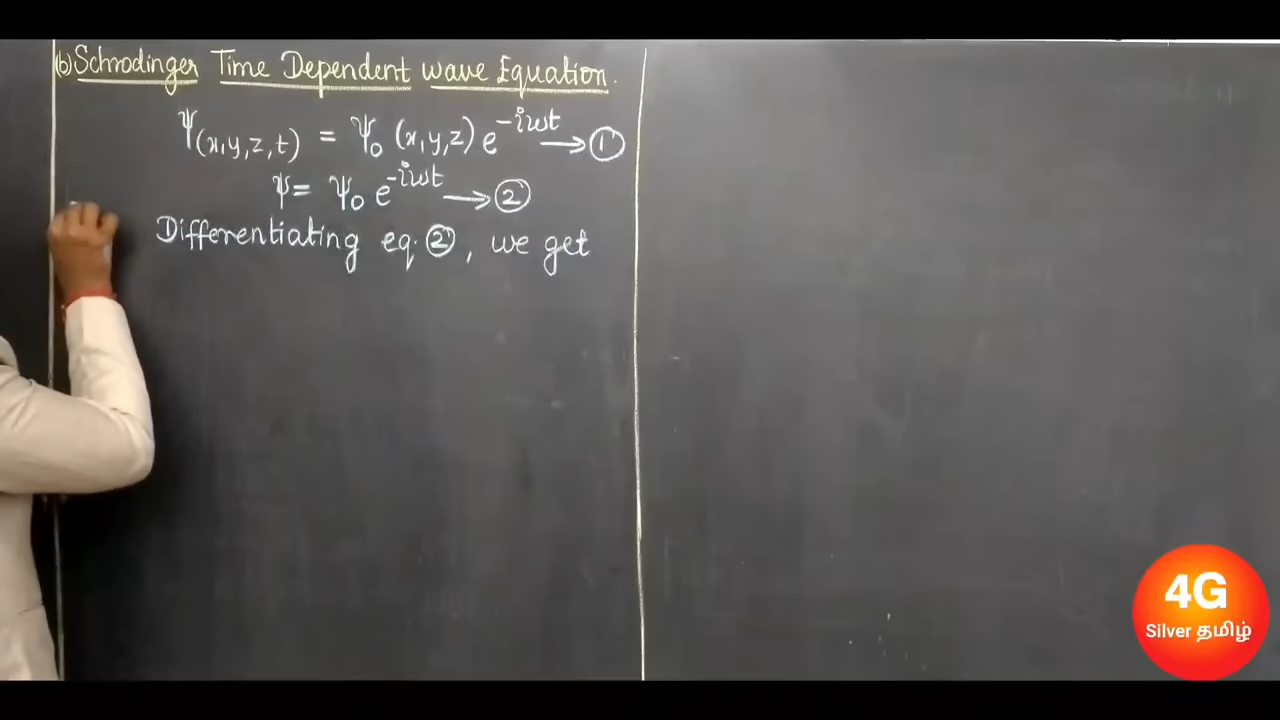 (b) Schrodinger Time Dependent wave Equation.
Ψ(x,y,z,t) = Ψ₀ (x,y,z) e^-iωt → ①
Ψ = Ψ₀ e^-iωt → ②
Differentiating eq. ②, we get
4G
Silver தமிழ்